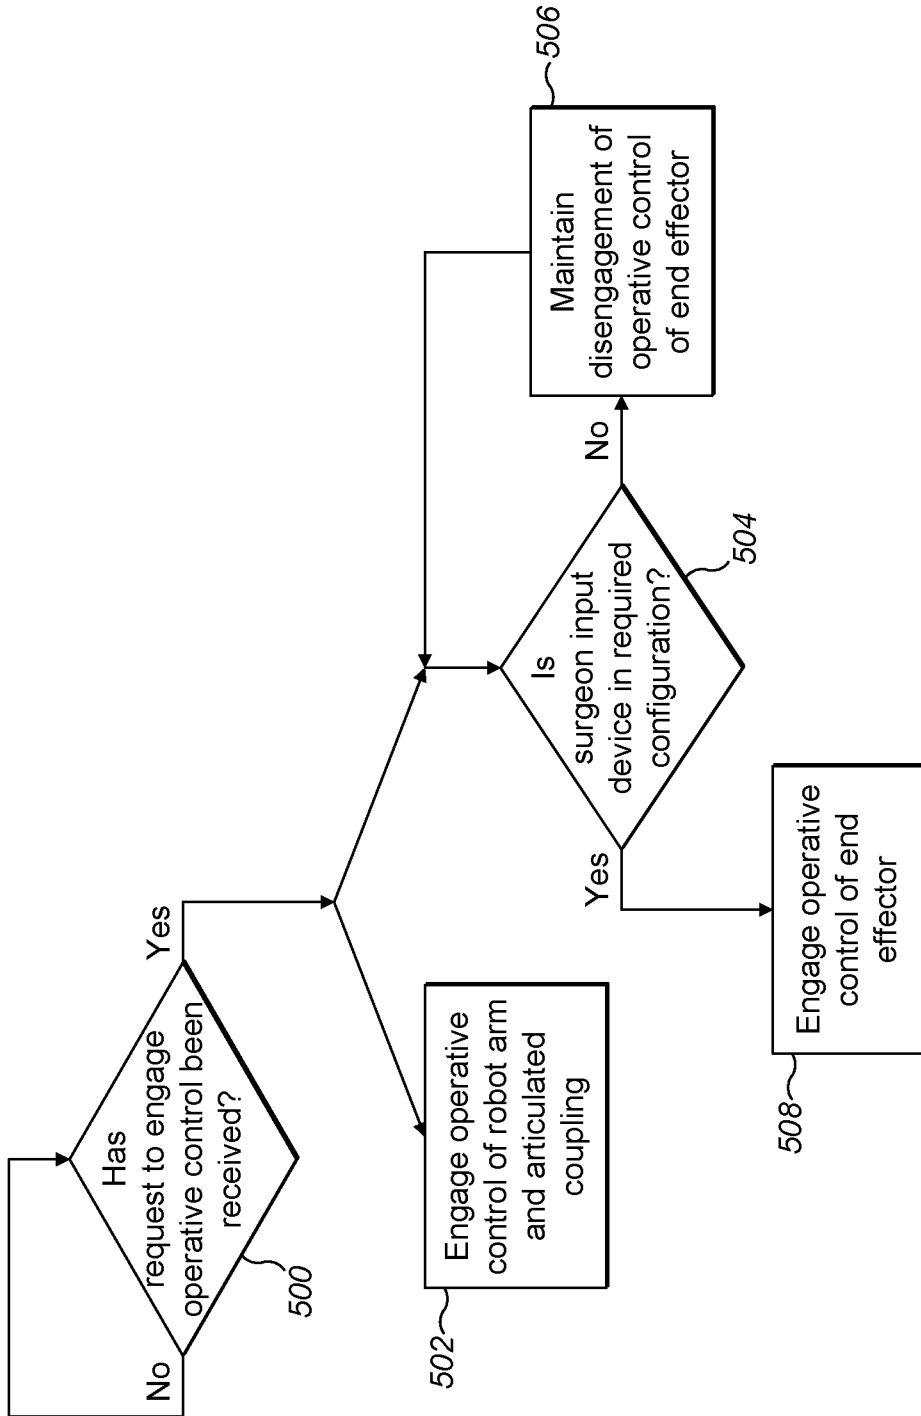 No
Has
request to engage
operative control been
received?
500
Yes
Engage operative
control of robot arm
and articulated
coupling
502
Is
surgeon input
device in required
configuration?
504
No
Maintain
disengagement of
operative control
of end effector
506
Yes
Engage operative
control of end
effector
508